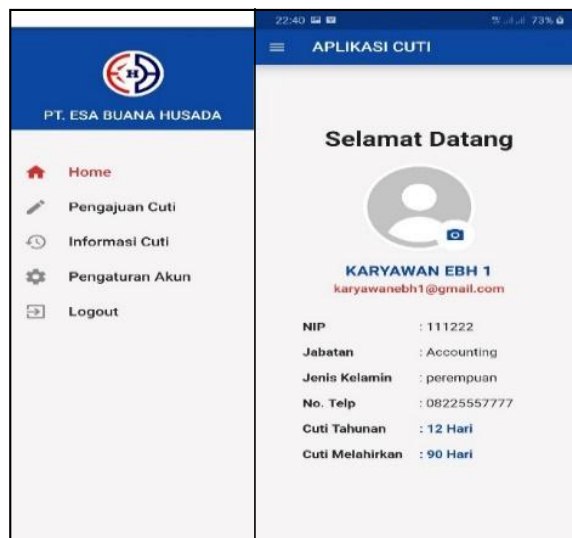 H
PT. ESA BUANA HUSADA
Home
Pengajuan Cuti
Informasi Cuti
Pengaturan Akun
Logout
22:40
73%
APLIKASI CUTI
Selamat Datang
KARYAWAN EBH 1
karyawanebh1@gmail.com
NIP : 111222
Jabatan : Accounting
Jenis Kelamin : perempuan
No. Telp : 08225557777
Cuti Tahunan : 12 Hari
Cuti Melahirkan : 90 Hari